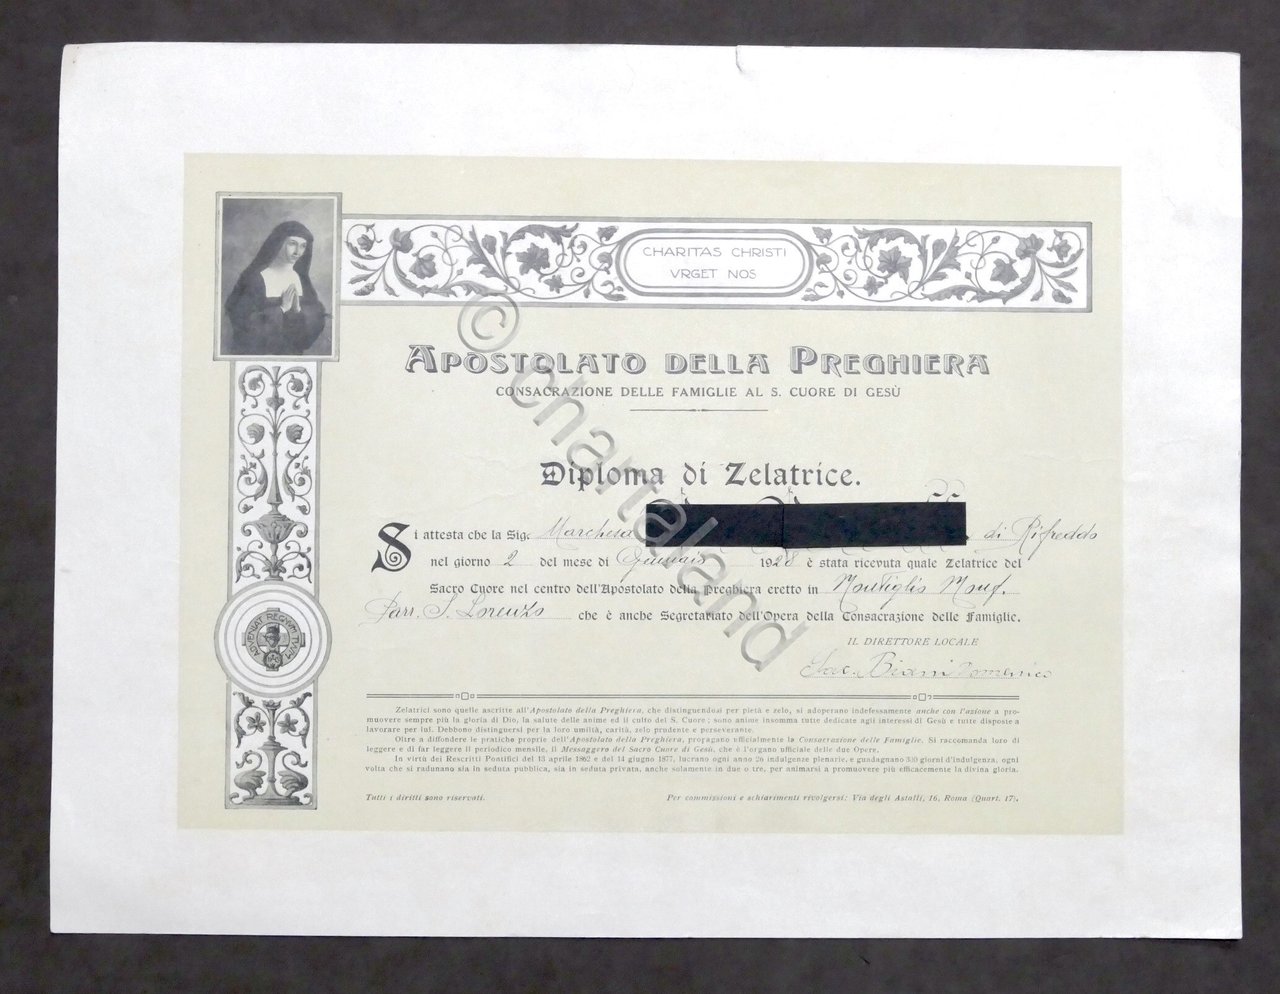 CHARITAS CHRISTI
VRGET NOS
APOSTOLATO DELLA PREGHIERA
CONSACRAZIONE DELLE FAMIGLIE AL S. CUORE DI GESÙ
Diploma di Zelatrice.
Si attesta che la Sig. Marchesa di Rifreddo
nel giorno 2 del mese di Gennaio 1928 è stata ricevuta quale Zelatrice del
Sacro Cuore nel centro dell'Apostolato della Preghiera eretto in Montiglio Monf.
Parr. S. Lorenzo che è anche Segretariato dell'Opera della Consacrazione delle Famiglie.
IL DIRETTORE LOCALE
Sac. Domenico
ADVENIAT REGNVM TVVM
Zelatrici sono quelle ascritte all'Apostolato della Preghiera, che distinguendosi per pietà e zelo, si adoperano indefessamente anche con l'azione a pro-
muovere sempre più la gloria di Dio, la salute delle anime ed il culto del S. Cuore; sono anime insomma tutte dedicate agli interessi di Gesù e tutte disposte a
lavorare per lui. Debbono distinguersi per la loro umiltà, carità, zelo prudente e perseverante.
Oltre a diffondere le pratiche proprie dell'Apostolato della Preghiera, propagano ufficialmente la Consacrazione delle Famiglie. Si raccomanda loro di
leggere e di far leggere il periodico mensile, il Messaggero del Sacro Cuore di Gesù, che è l'organo ufficiale delle due Opere.
In virtù dei Rescritti Pontifici del 13 aprile 1862 e del 14 giugno 1877, lucrano ogni anno 26 indulgenze plenarie, e guadagnano 300 giorni d'indulgenza, ogni
volta che si radunano sia in seduta pubblica, sia in seduta privata, anche solamente in due o tre, per animarsi a promuovere più efficacemente la divina gloria.
Tutti i diritti sono riservati.
Per commissioni e schiarimenti rivolgersi: Via degli Astalli, 16, Roma (Quart. 17).
© chartaland